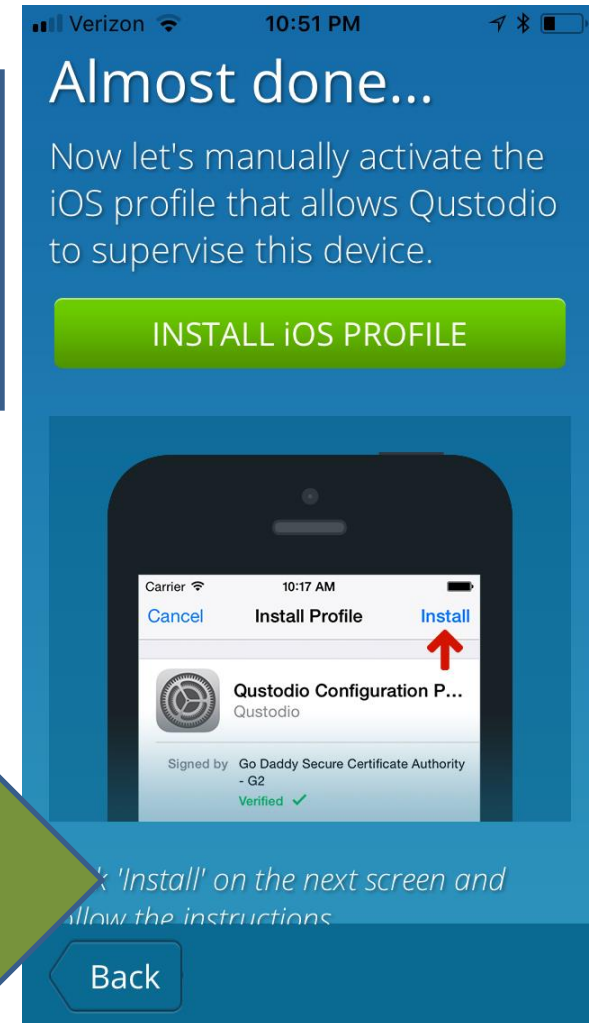 Verizon 10:51 PM
Almost done...
Now let's manually activate the
iOS profile that allows Qustodio
to supervise this device.
INSTALL iOS PROFILE
Carrier 10:17 AM
Cancel Install Profile Install
Qustodio Configuration P...
Qustodio
Signed by Go Daddy Secure Certificate Authority
- G2
Verified ✓
'Install' on the next screen and
the instructions
Back